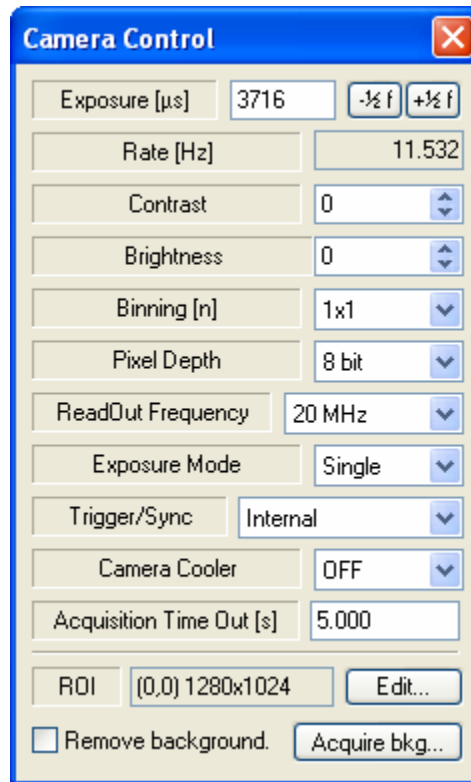 Camera Control
Exposure [µs] 3716 -½ f +½ f
Rate [Hz] 11.532
Contrast 0
Brightness 0
Binning [n] 1x1
Pixel Depth 8 bit
ReadOut Frequency 20 MHz
Exposure Mode Single
Trigger/Sync Internal
Camera Cooler OFF
Acquisition Time Out [s] 5.000
ROI (0,0) 1280x1024 Edit...
Remove background. Acquire bkg...